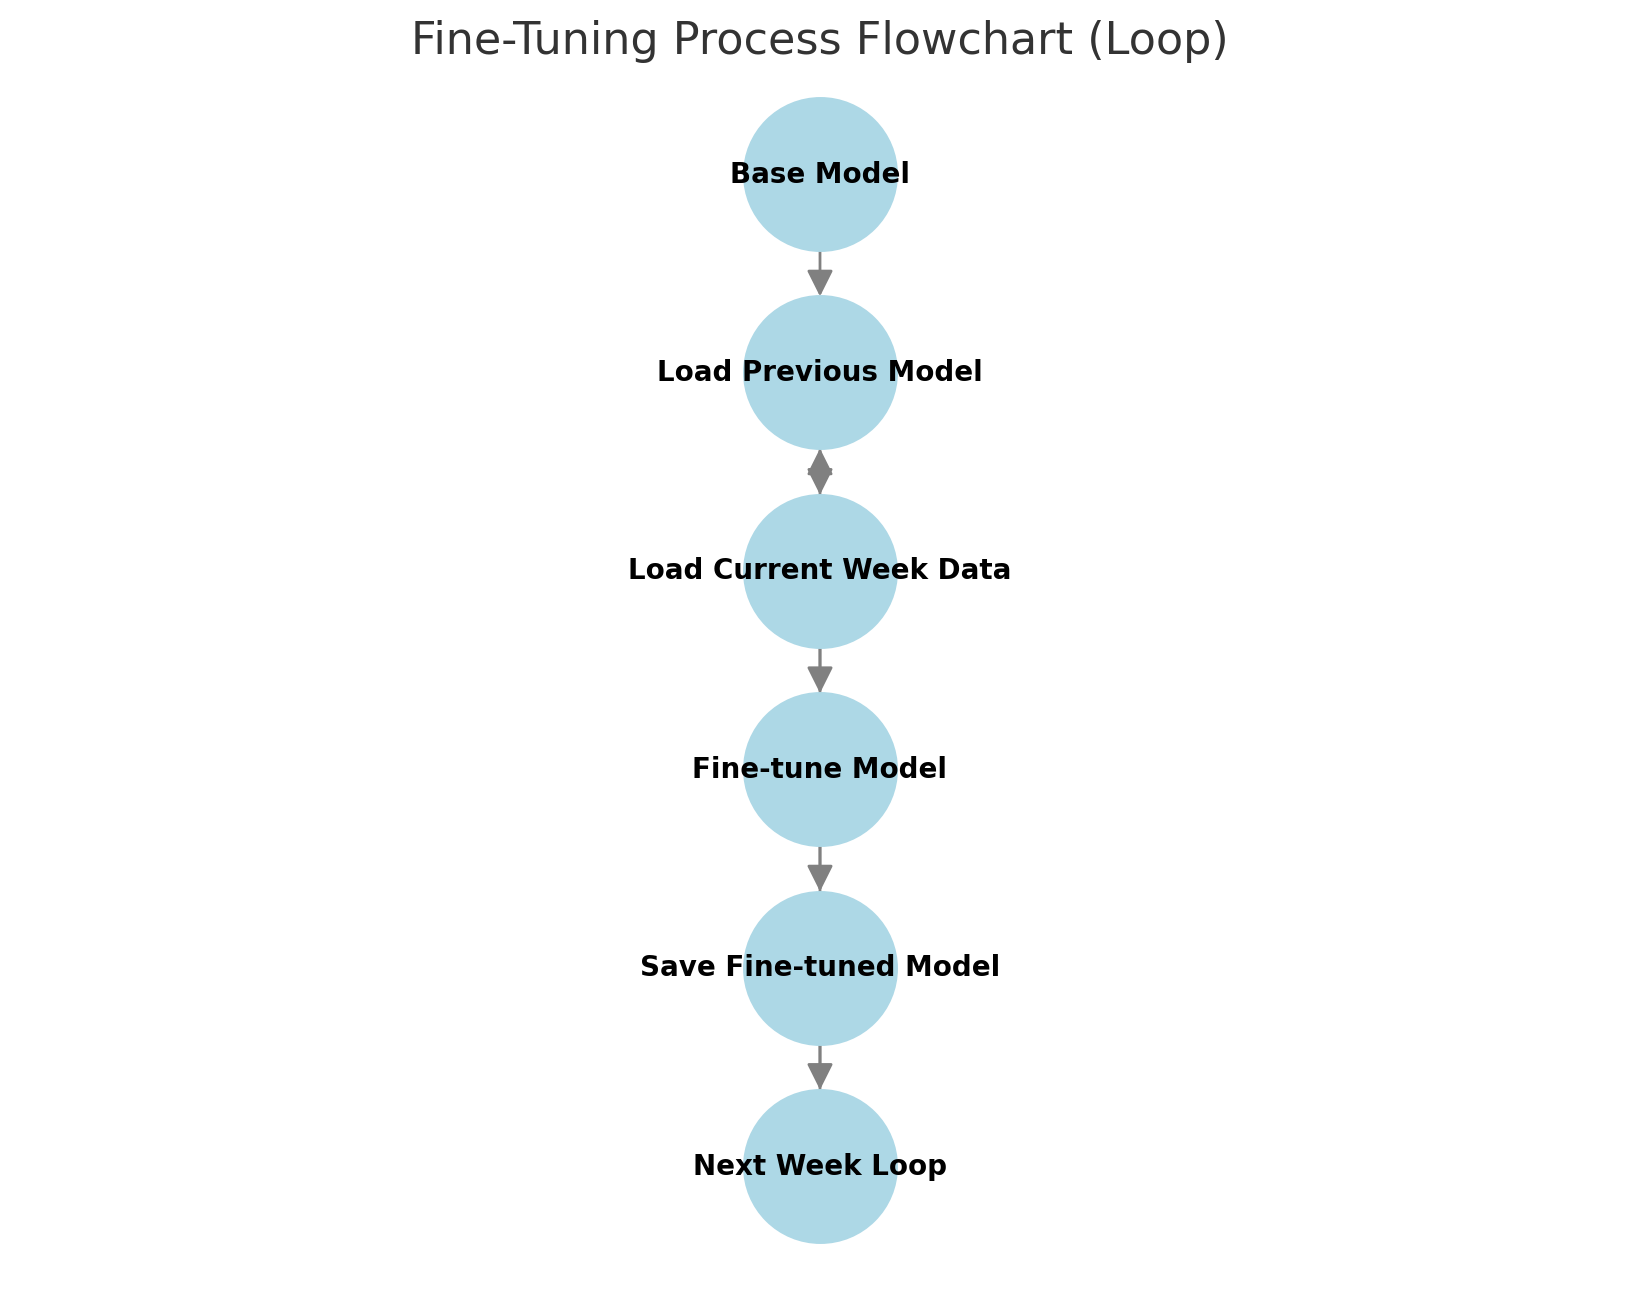 Fine-Tuning Process Flowchart (Loop)
Base Model
Load Previous Model
Load Current Week Data
Fine-tune Model
Save Fine-tuned Model
Next Week Loop